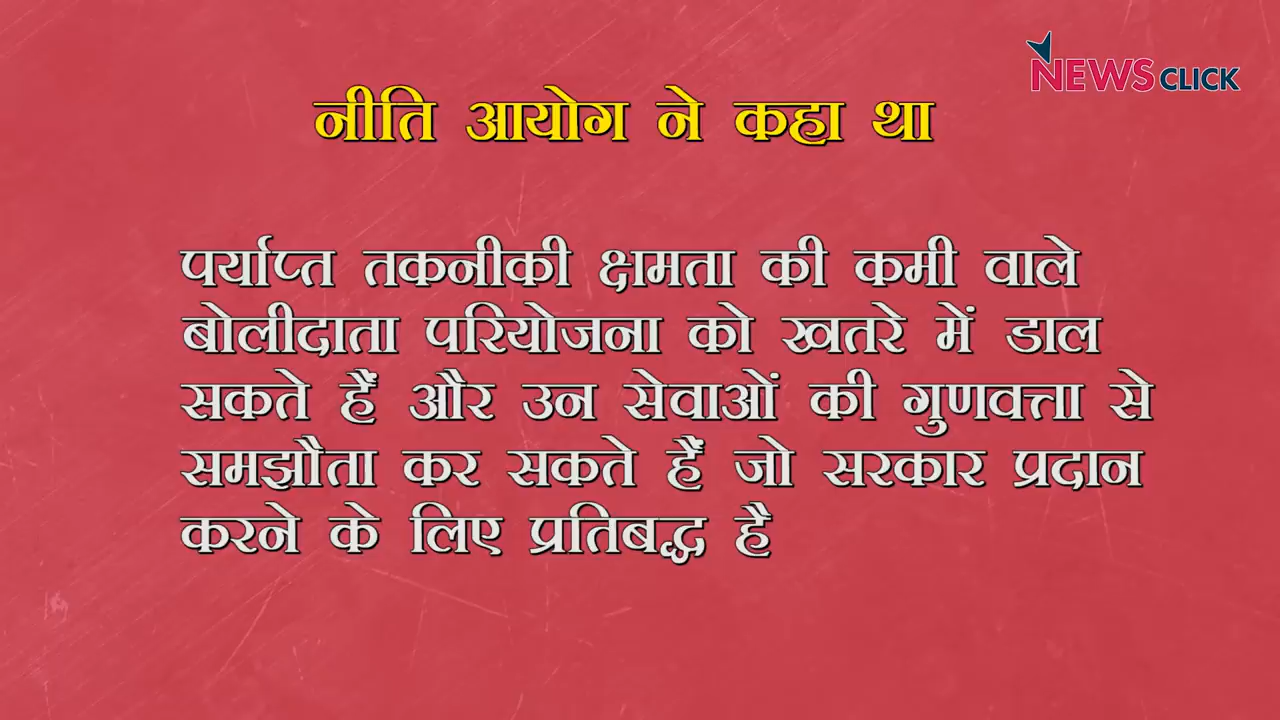 NEWSCLICK
नीति आयोग ने कहा था
पर्याप्त तकनीकी क्षमता की कमी वाले
बोलीदाता परियोजना को खतरे में डाल
सकते हैं और उन सेवाओं की गुणवत्ता से
समझौता कर सकते हैं जो सरकार प्रदान
करने के लिए प्रतिबद्ध है